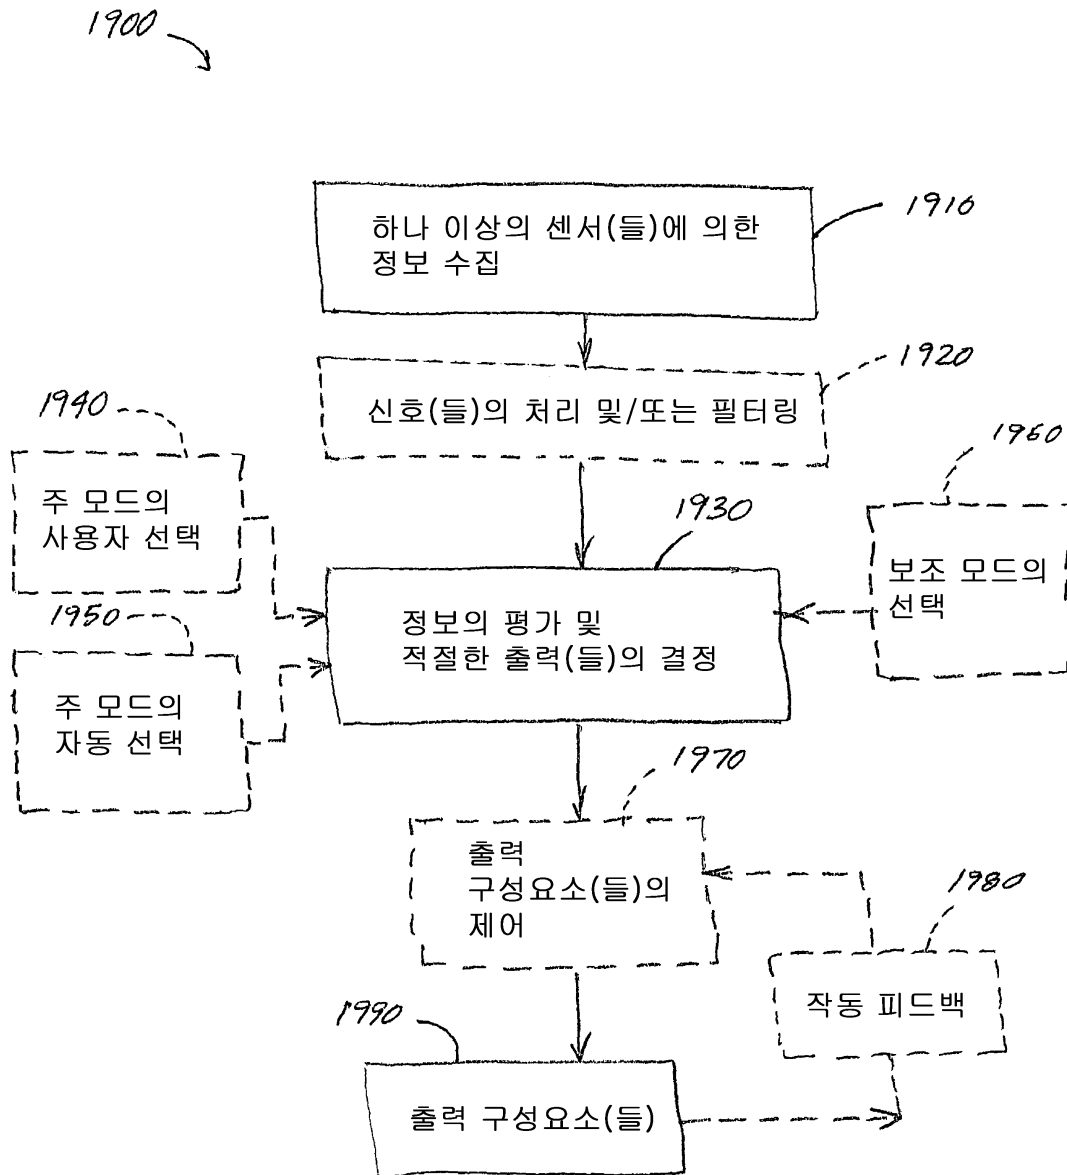 1900
하나 이상의 센서(들)에 의한
정보 수집
1910
신호(들)의 처리 및/또는 필터링
1920
1940
주 모드의
사용자 선택
1930
1960
보조 모드의
선택
정보의 평가 및
적절한 출력(들)의 결정
1950
주 모드의
자동 선택
1970
출력
구성요소(들)의
제어
1980
작동 피드백
1990
출력 구성요소(들)